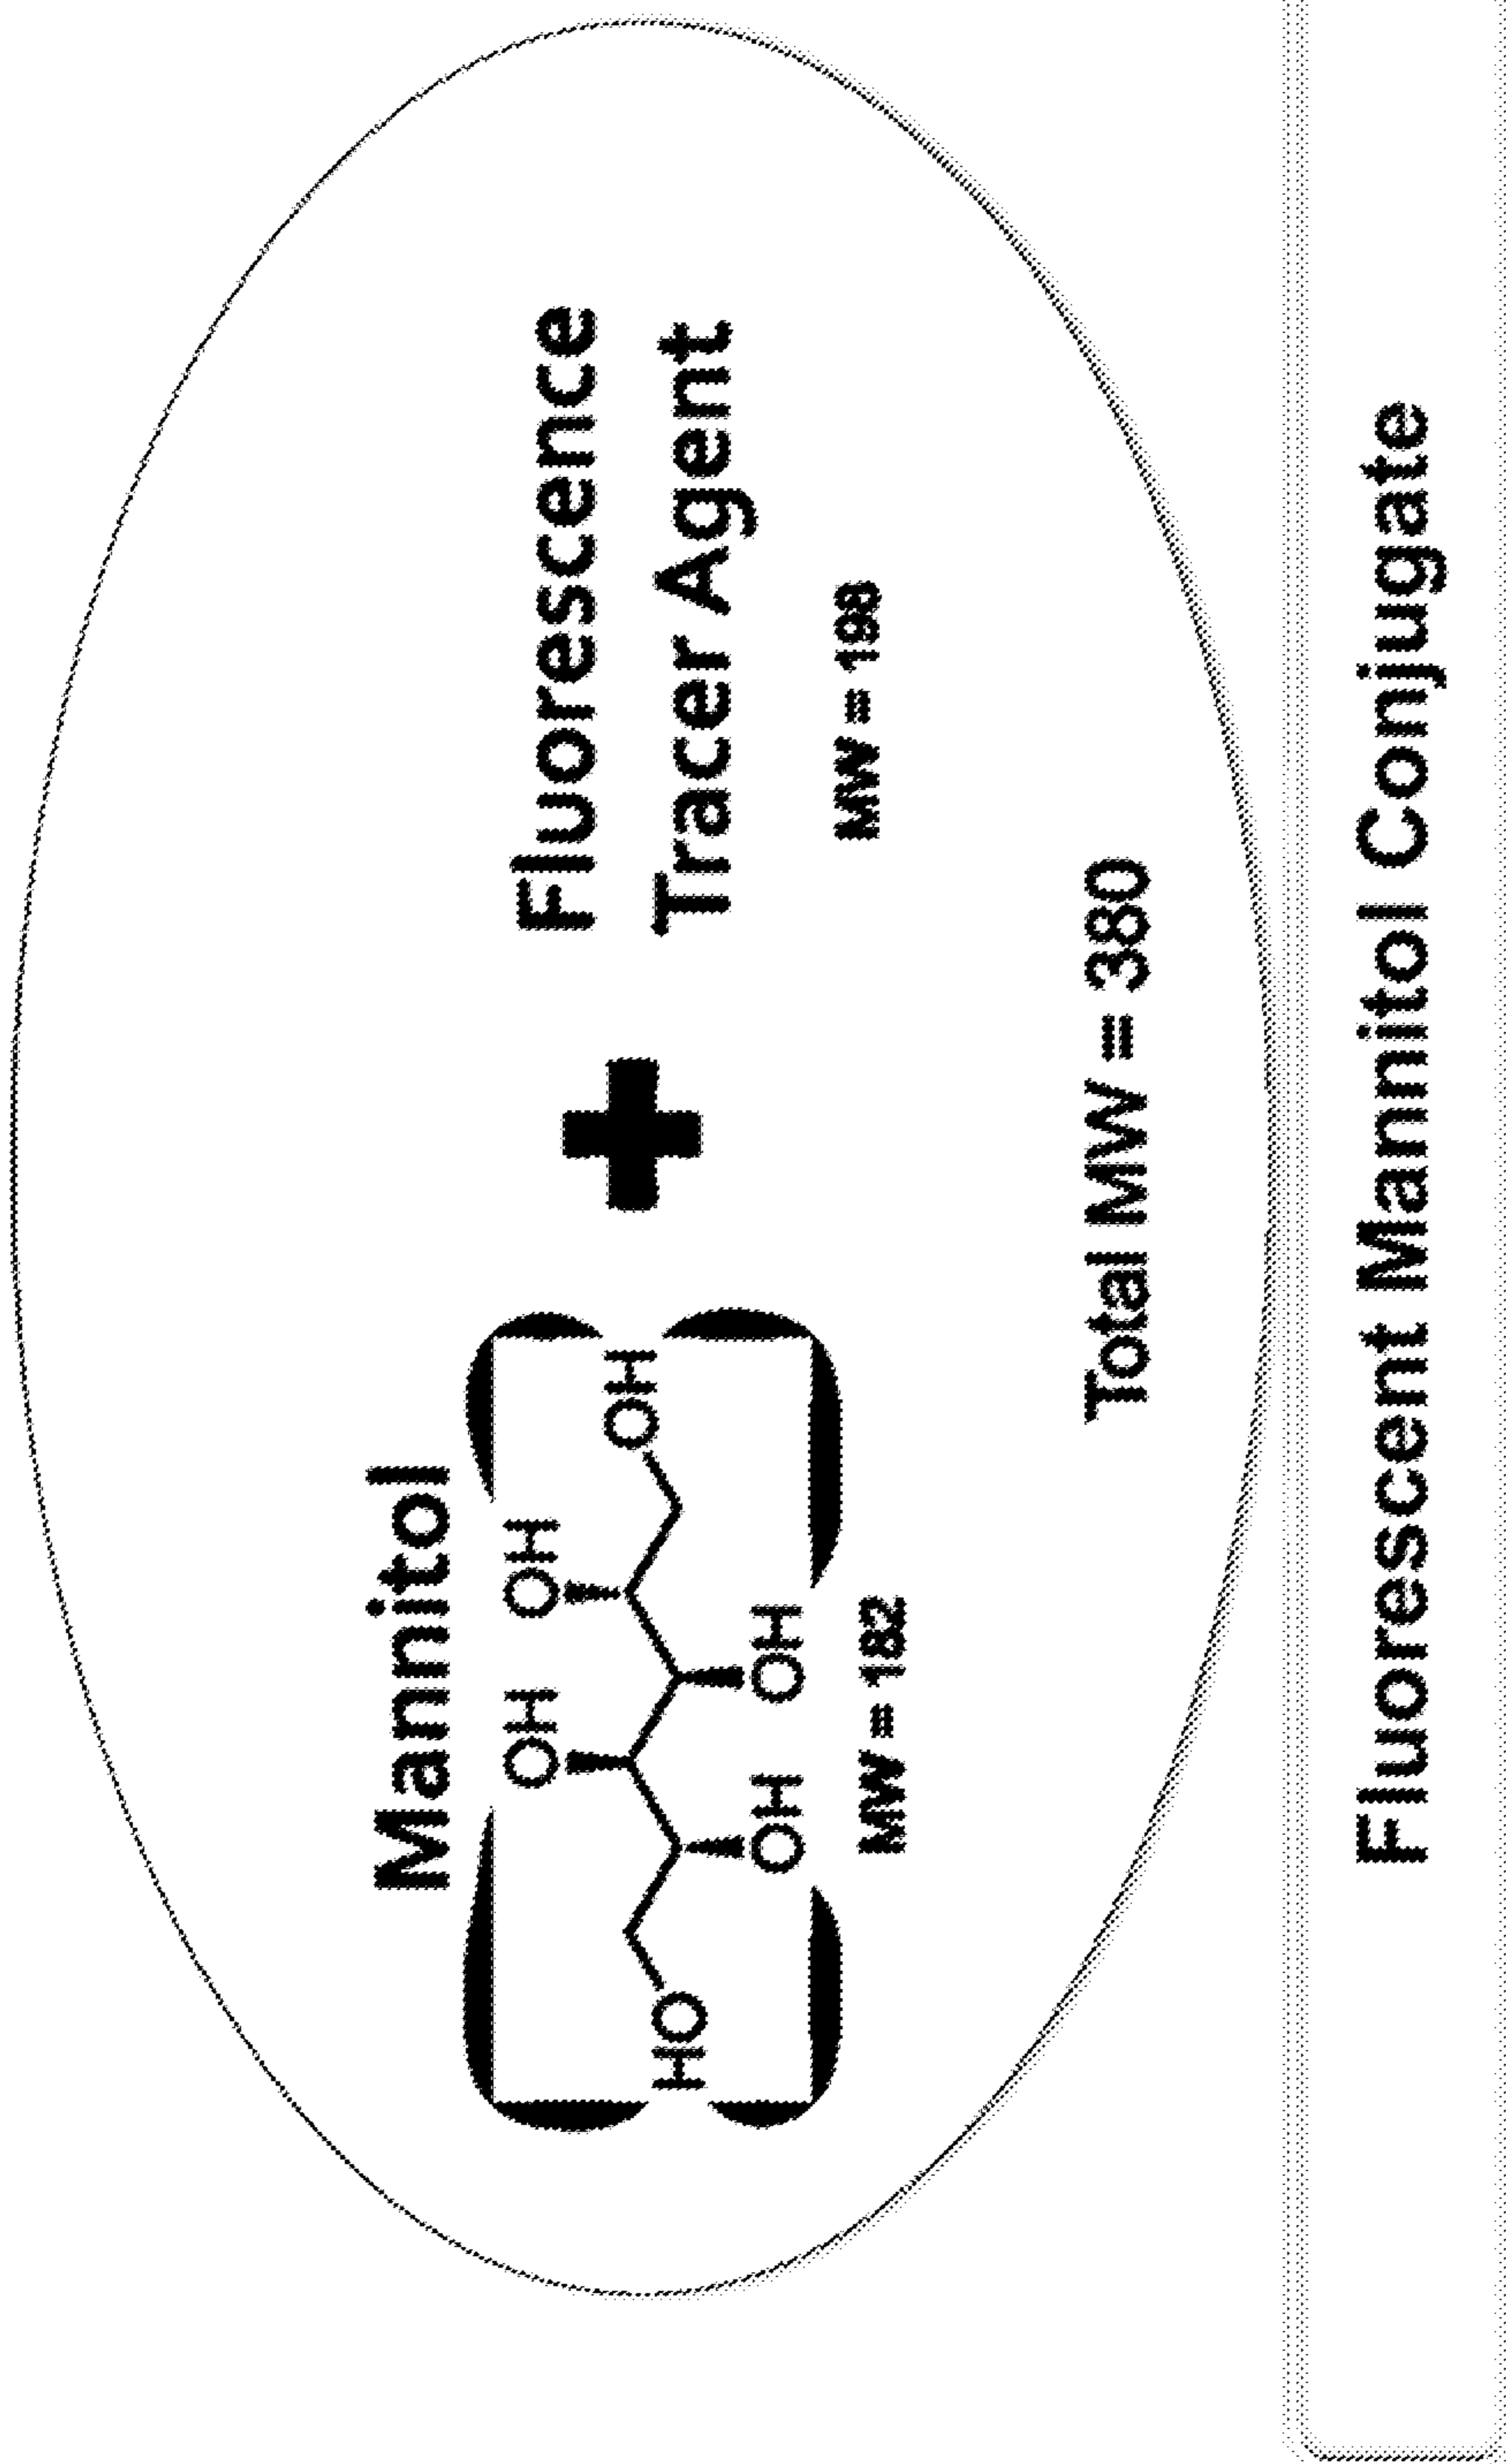 Mannitol
OH
OH
HO
OH
OH
OH
MW = 182
Fluorescence
Tracer Agent
MW = 198
Total MW = 380
Fluorescent Mannitol Conjugate